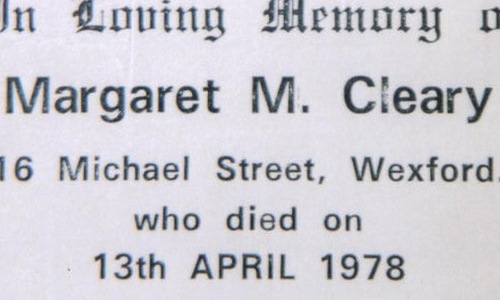 In Loving Memory o
Margaret M. Cleary
16 Michael Street, Wexford.
who died on
13th APRIL 1978